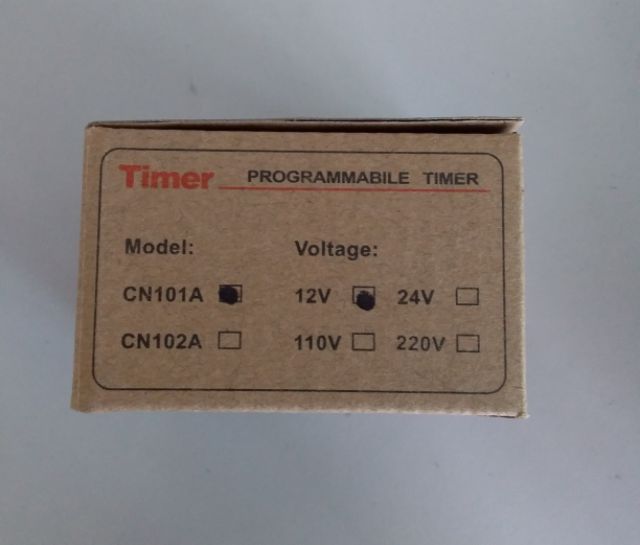 Timer PROGRAMMABILE TIMER
Model: Voltage:
CN101A 12V 24V
CN102A 110V 220V